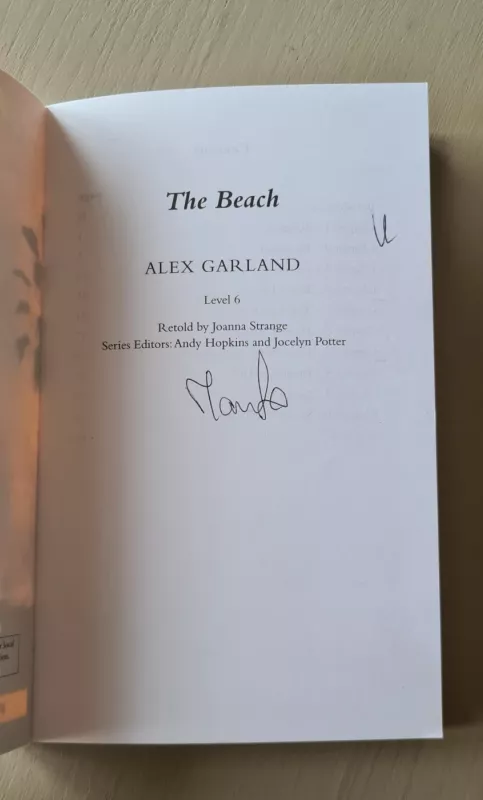 The Beach
ALEX GARLAND
Level 6
Retold by Joanna Strange
Series Editors: Andy Hopkins and Jocelyn Potter